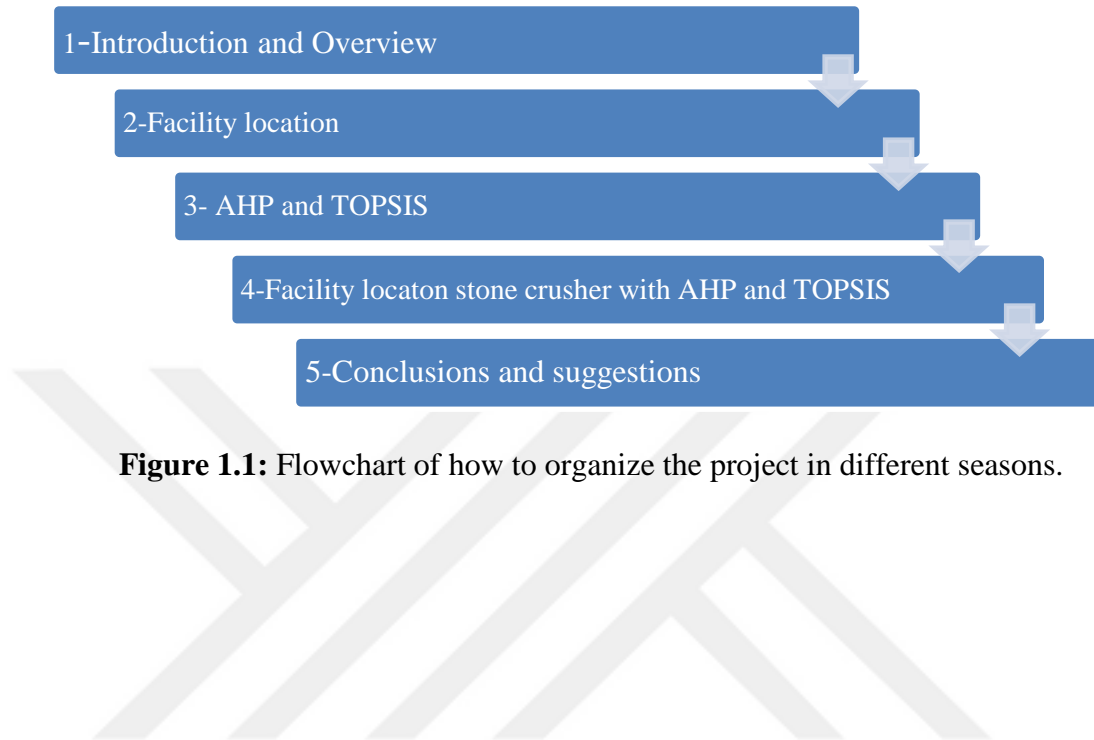 1-Introduction and Overview
2-Facility location
3- AHP and TOPSIS
4-Facility locaton stone crusher with AHP and TOPSIS
5-Conclusions and suggestions
Figure 1.1: Flowchart of how to organize the project in different seasons.